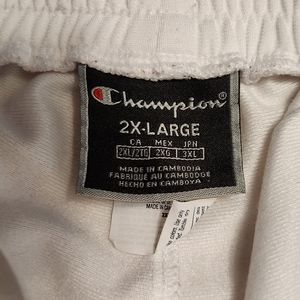 Champion
2X-LARGE
CA MEX JPN
2XL/2TG 2XG 3XL
MADE IN CAMBODIA
FABRIQUÉ AU CAMBODGE
HECHO EN CAMBOYA